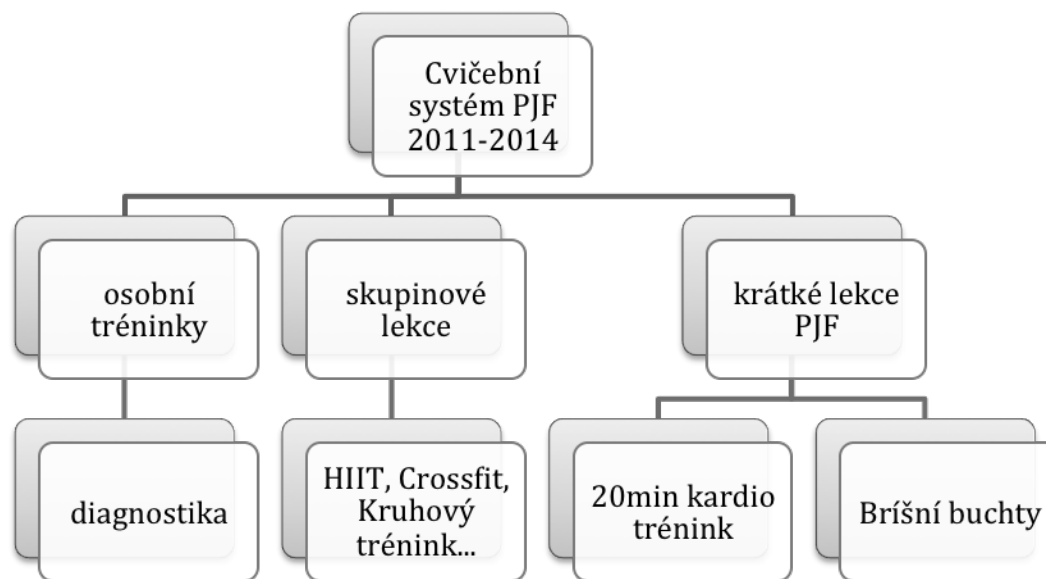 Cvičební
systém PJF
2011-2014
osobní
tréninky
skupinové
lekce
krátké lekce
PJF
diagnostika
HIIT, Crossfit,
Kruhový
trénink...
20min kardio
trénink
Bríšní buchty